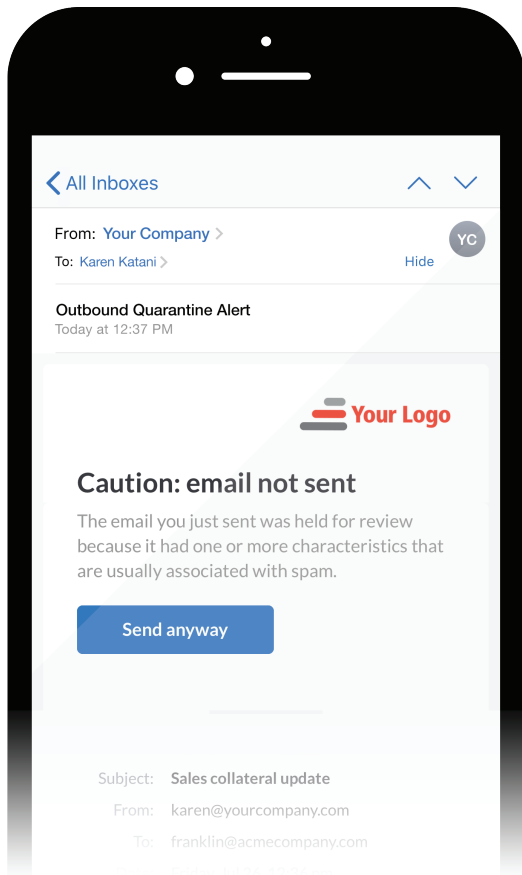 All Inboxes
From: Your Company
YC
To: Karen Katani
Hide
Outbound Quarantine Alert
Today at 12:37 PM
Your Logo
Caution: email not sent
The email you just sent was held for review
because it had one or more characteristics that
are usually associated with spam.
Send anyway
Subject: Sales collateral update
From: karen@yourcompany.com
To: franklin@acmecompany.com